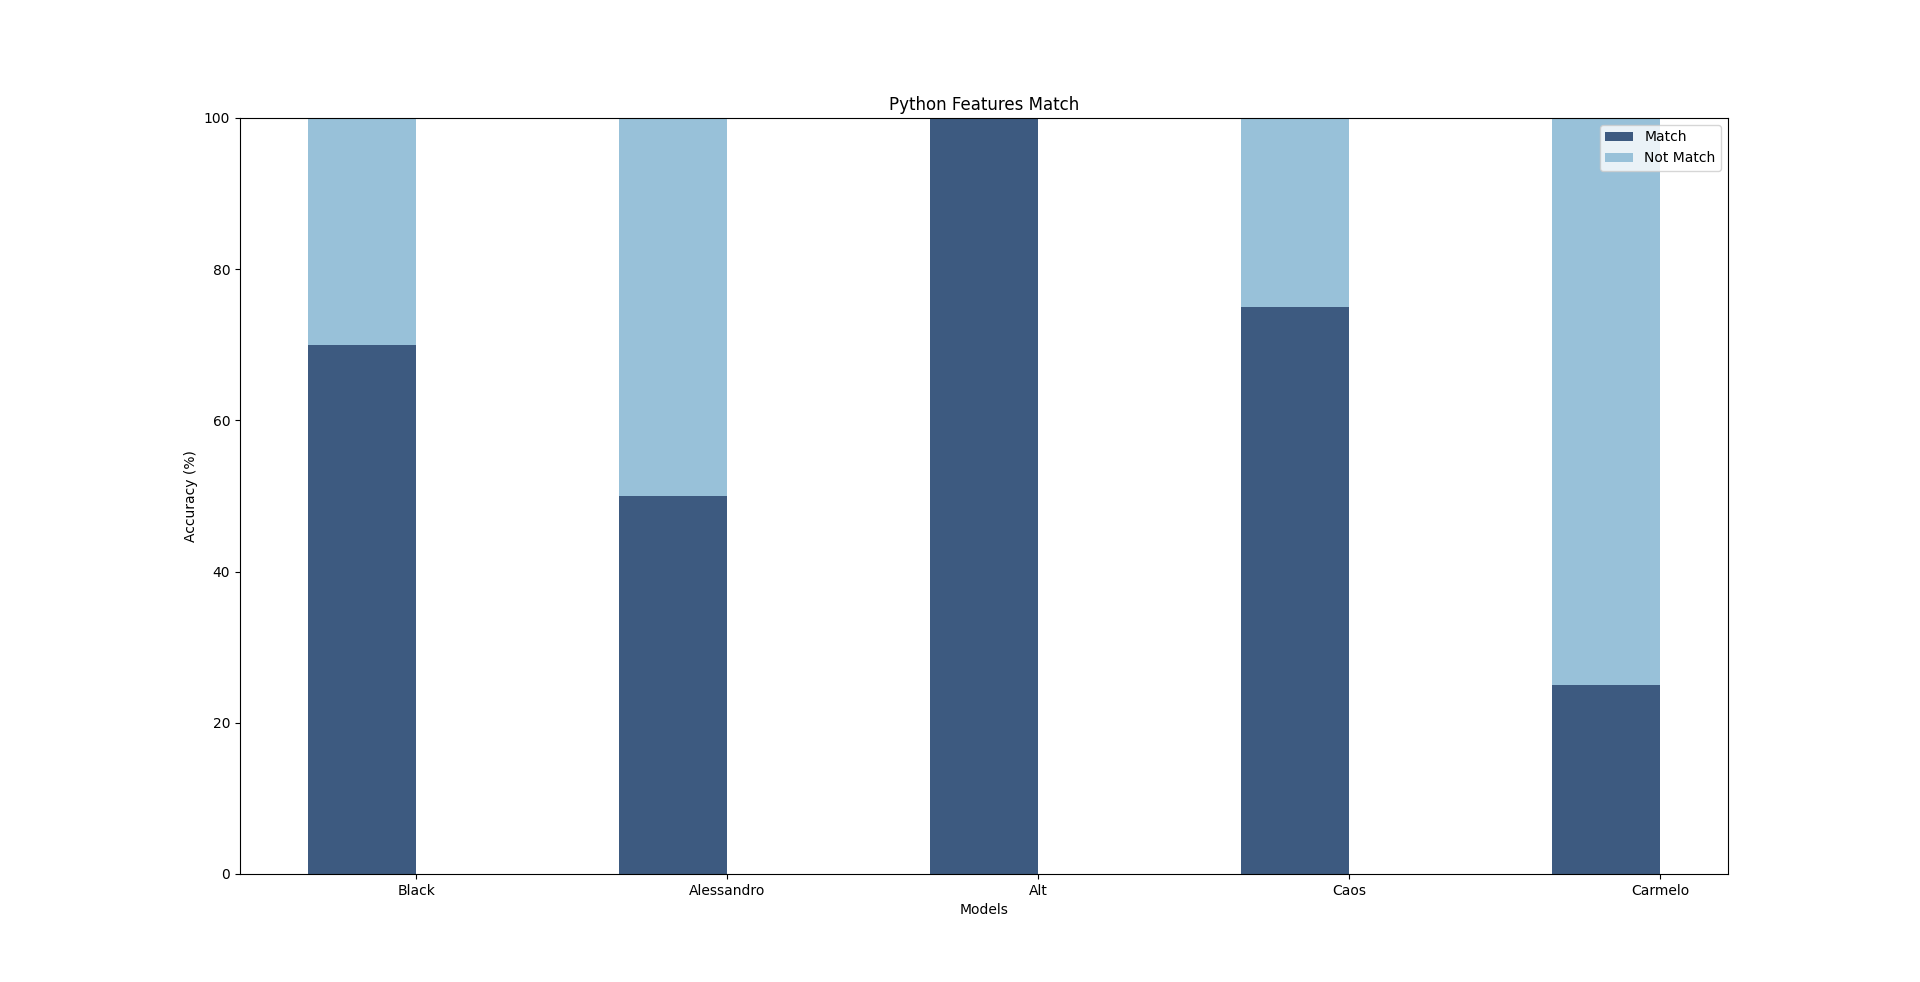 Python Features Match
100
80
60
40
20
0
Accuracy (%)
Match
Not Match
Black
Alessandro
Alt
Caos
Carmelo
Models